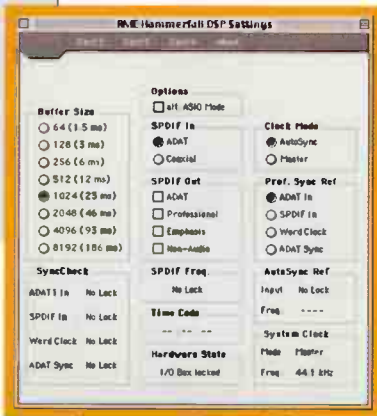 RME Hammerfall DSP Settings
Options
alt. ASIO Mode
Buffer Size
64 (1.5 ms)
128 (3 ms)
256 (6 ms)
512 (12 ms)
1024 (23 ms)
2048 (46 ms)
4096 (93 ms)
8192 (186 ms)
SPDIF In
ADAT
Coaxial
Clock Mode
AutoSync
Master
SPDIF Out
ADAT
Professional
Emphasis
Non-Audio
Pref. Sync Ref
ADAT In
SPDIF In
Word Clock
ADAT Sync
SyncCheck
ADAT1 In No Lock
SPDIF In No Lock
Word Clock No Lock
ADAT Sync No Lock
SPDIF Freq.
No Lock
Time Code
-- -- --
Hardware State
I/O Box locked
AutoSync Ref
Input No Lock
Freq ----
System Clock
Mode Master
Freq 44.1 kHz